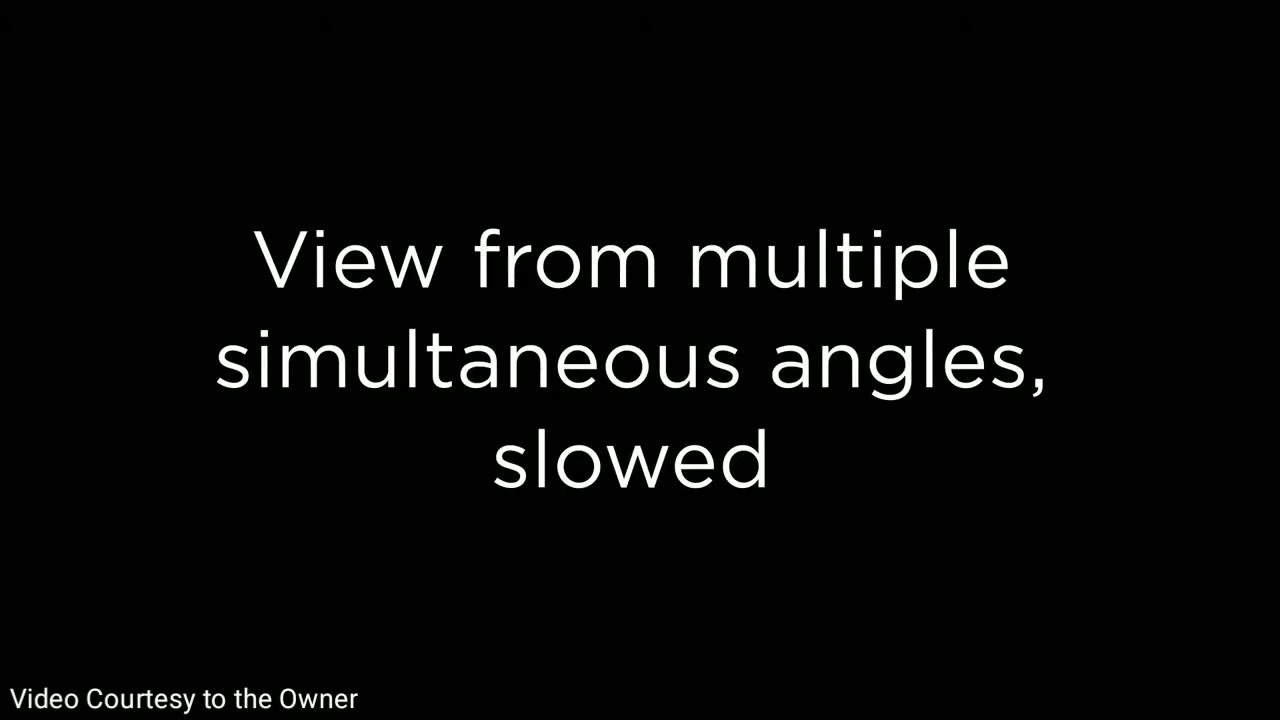 View from multiple
simultaneous angles,
slowed
Video Courtesy to the Owner